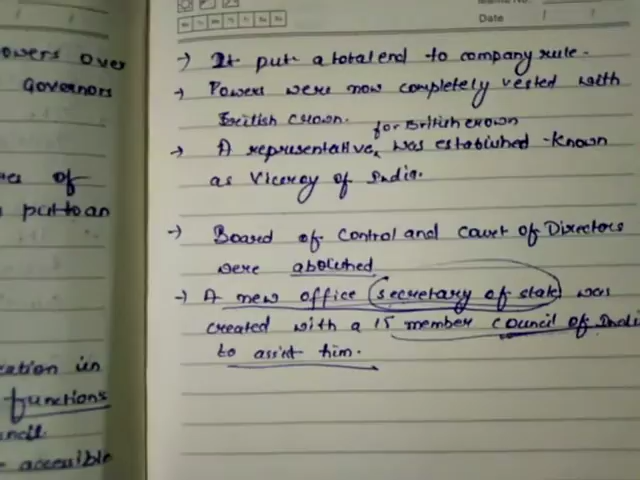 Date
owers over
Governors
es of
put to an
cation in
functions
uncil.
accessible
→ It put a total end to company rule.
→ Powers were now completely vested with
British crown.
for British crown
→ A representative, was established - known
as Viceroy of India.
→ Board of control and Court of Directors
were abolished
→ A new office secretary of state was
created with a 15 member council of India
to assist him.